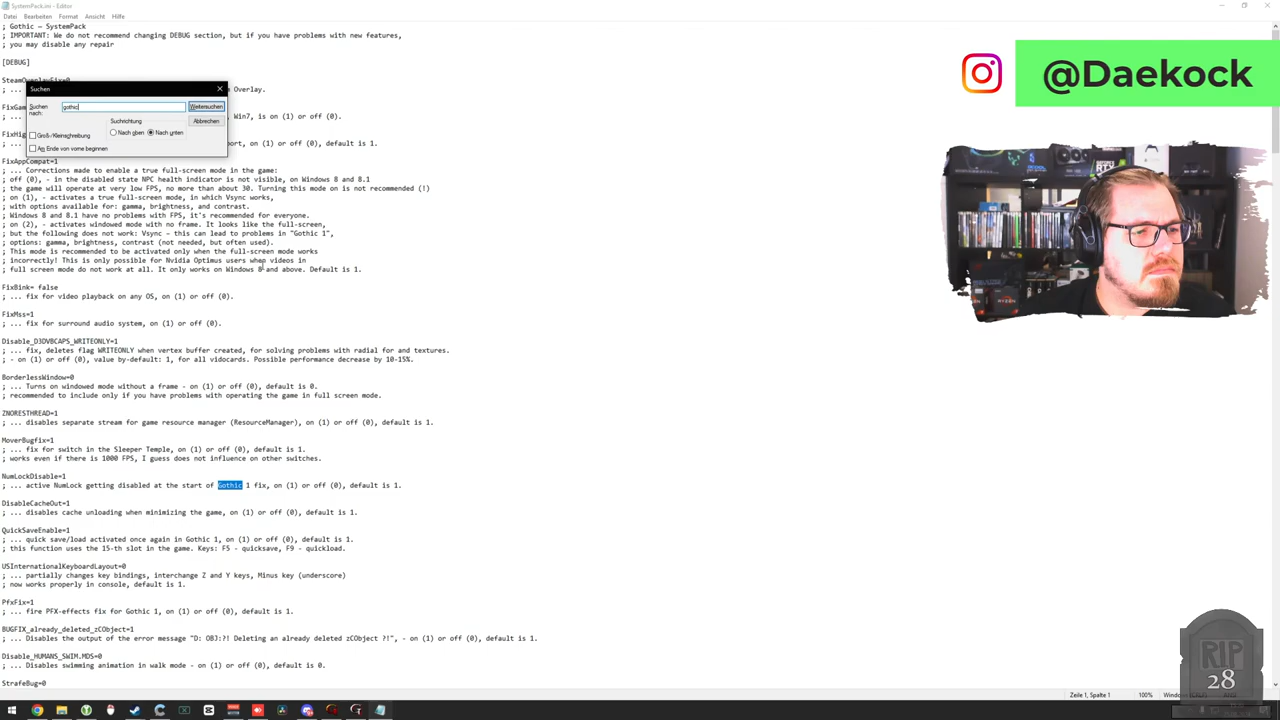 SystemPack.ini - Editor
Datei Bearbeiten Format Ansicht Hilfe
; Gothic — SystemPack
; IMPORTANT: We do not recommend changing DEBUG section, but if you have problems with new features,
; you may disable any repair
[DEBUG]
SteamOverlayFix=0
; ... m Overlay.
FixGam
Win7, is on (1) or off (0).
FixHig
; ... port, on (1) or off (0), default is 1.
Suchen
Suchen nach:
gothic
Weitersuchen
Suchrichtung
Abbrechen
Groß-/Kleinschreibung
Nach oben
Nach unten
Am Ende von vorne beginnen
FixAppCompat=1
; ... Corrections made to enable a true full-screen mode in the game:
; off (0), - in the disabled state NPC health indicator is not visible, on Windows 8 and 8.1
; the game will operate at very low FPS, no more than about 30. Turning this mode on is not recommended (!)
; on (1), - activates a true full-screen mode, in which Vsync works,
; with options available for: gamma, brightness, and contrast.
; Windows 8 and 8.1 have no problems with FPS, it's recommended for everyone.
; on (2), - activates windowed mode with no frame. It looks like the full-screen,
; but the following does not work: Vsync — this can lead to problems in "Gothic 1",
; options: gamma, brightness, contrast (not needed, but often used).
; This mode is recommended to be activated only when the full-screen mode works
; incorrectly! This is only possible for Nvidia Optimus users when videos in
; full screen mode do not work at all. It only works on Windows 8 and above. Default is 1.
FixBink= false
; ... fix for video playback on any OS, on (1) or off (0).
FixMss=1
; ... fix for surround audio system, on (1) or off (0).
Disable_D3DVBCAPS_WRITEONLY=1
; ... fix, deletes flag WRITEONLY when vertex buffer created, for solving problems with radial for and textures.
; - on (1) or off (0), value by-default: 1, for all vidocards. Possible performance decrease by 10-15%.
BorderlessWindow=0
; ... Turns on windowed mode without a frame - on (1) or off (0), default is 0.
; recommended to include only if you have problems with operating the game in full screen mode.
ZNORESTHREAD=1
; ... disables separate stream for game resource manager (ResourceManager), on (1) or off (0), default is 1.
MoverBugfix=1
; ... fix for switch in the Sleeper Temple, on (1) or off (0), default is 1.
; works even if there is 1000 FPS, I guess does not influence on other switches.
NumLockDisable=1
; ... active NumLock getting disabled at the start of Gothic 1 fix, on (1) or off (0), default is 1.
DisableCacheOut=1
; ... disables cache unloading when minimizing the game, on (1) or off (0), default is 1.
QuickSaveEnable=1
; ... quick save/load activated once again in Gothic 1, on (1) or off (0), default is 1.
; this function uses the 15-th slot in the game. Keys: F5 - quicksave, F9 - quickload.
USInternationalKeyboardLayout=0
; ... partially changes key bindings, interchange Z and Y keys, Minus key (underscore)
; now works properly in console, default is 1.
PfxFix=1
; ... fire PFX-effects fix for Gothic 1, on (1) or off (0), default is 1.
BUGFIX_already_deleted_zCObject=1
; ... Disables the output of the error message "D: OBJ:?! Deleting an already deleted zCObject ?!", - on (1) or off (0), default is 1.
Disable_HUMANS_SWIM.MDS=0
; ... Disables swimming animation in walk mode - on (1) or off (0), default is 0.
StrafeBug=0
Zeile 1, Spalte 1
100%
@Daekock
RIP
28